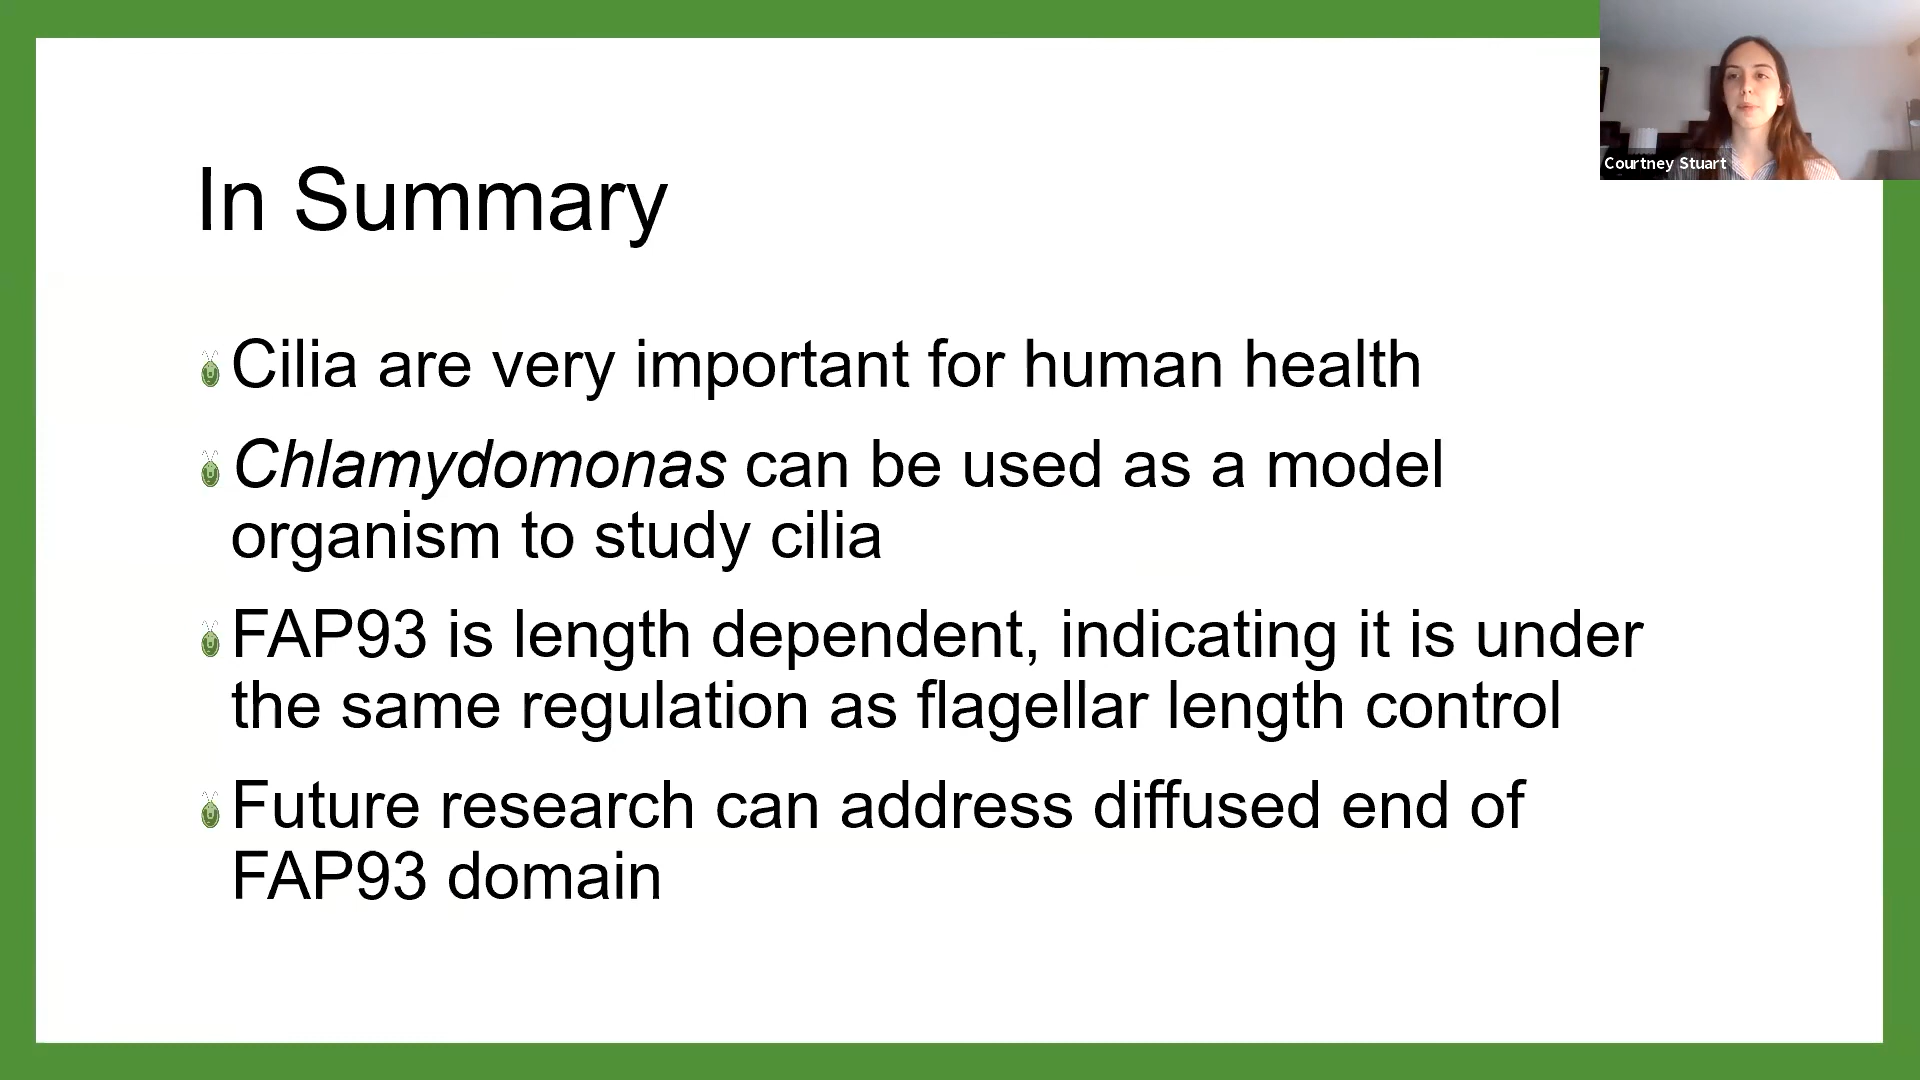 Courtney Stuart
In Summary
Cilia are very important for human health
Chlamydomonas can be used as a model
organism to study cilia
FAP93 is length dependent, indicating it is under
the same regulation as flagellar length control
Future research can address diffused end of
FAP93 domain